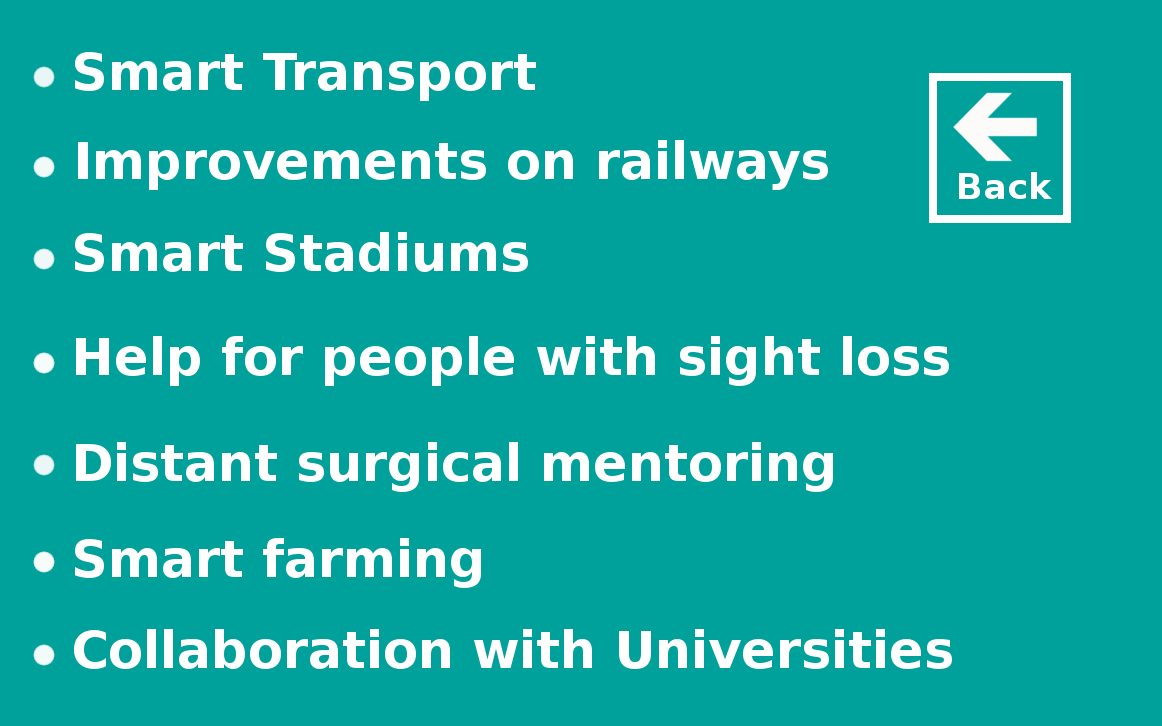 • Smart Transport
• Improvements on railways
Back
• Smart Stadiums
• Help for people with sight loss
• Distant surgical mentoring
• Smart farming
• Collaboration with Universities